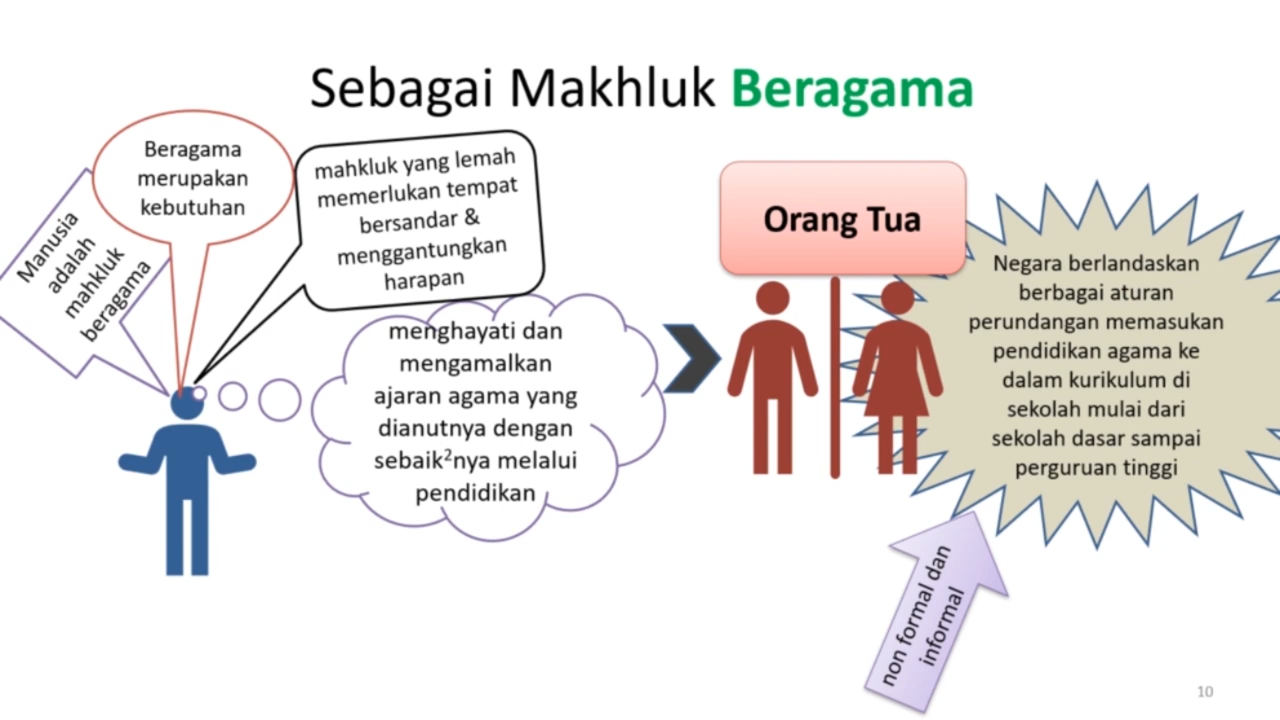 Sebagai Makhluk Beragama
Manusia
adalah
mahkluk
beragama
Beragama
merupakan
kebutuhan
mahkluk yang lemah
memerlukan tempat
bersandar &
menggantungkan
harapan
menghayati dan
mengamalkan
ajaran agama yang
dianutnya dengan
sebaik²nya melalui
pendidikan
Orang Tua
Negara berlandaskan
berbagai aturan
perundangan memasukan
pendidikan agama ke
dalam kurikulum di
sekolah mulai dari
sekolah dasar sampai
perguruan tinggi
non formal dan
informal
10